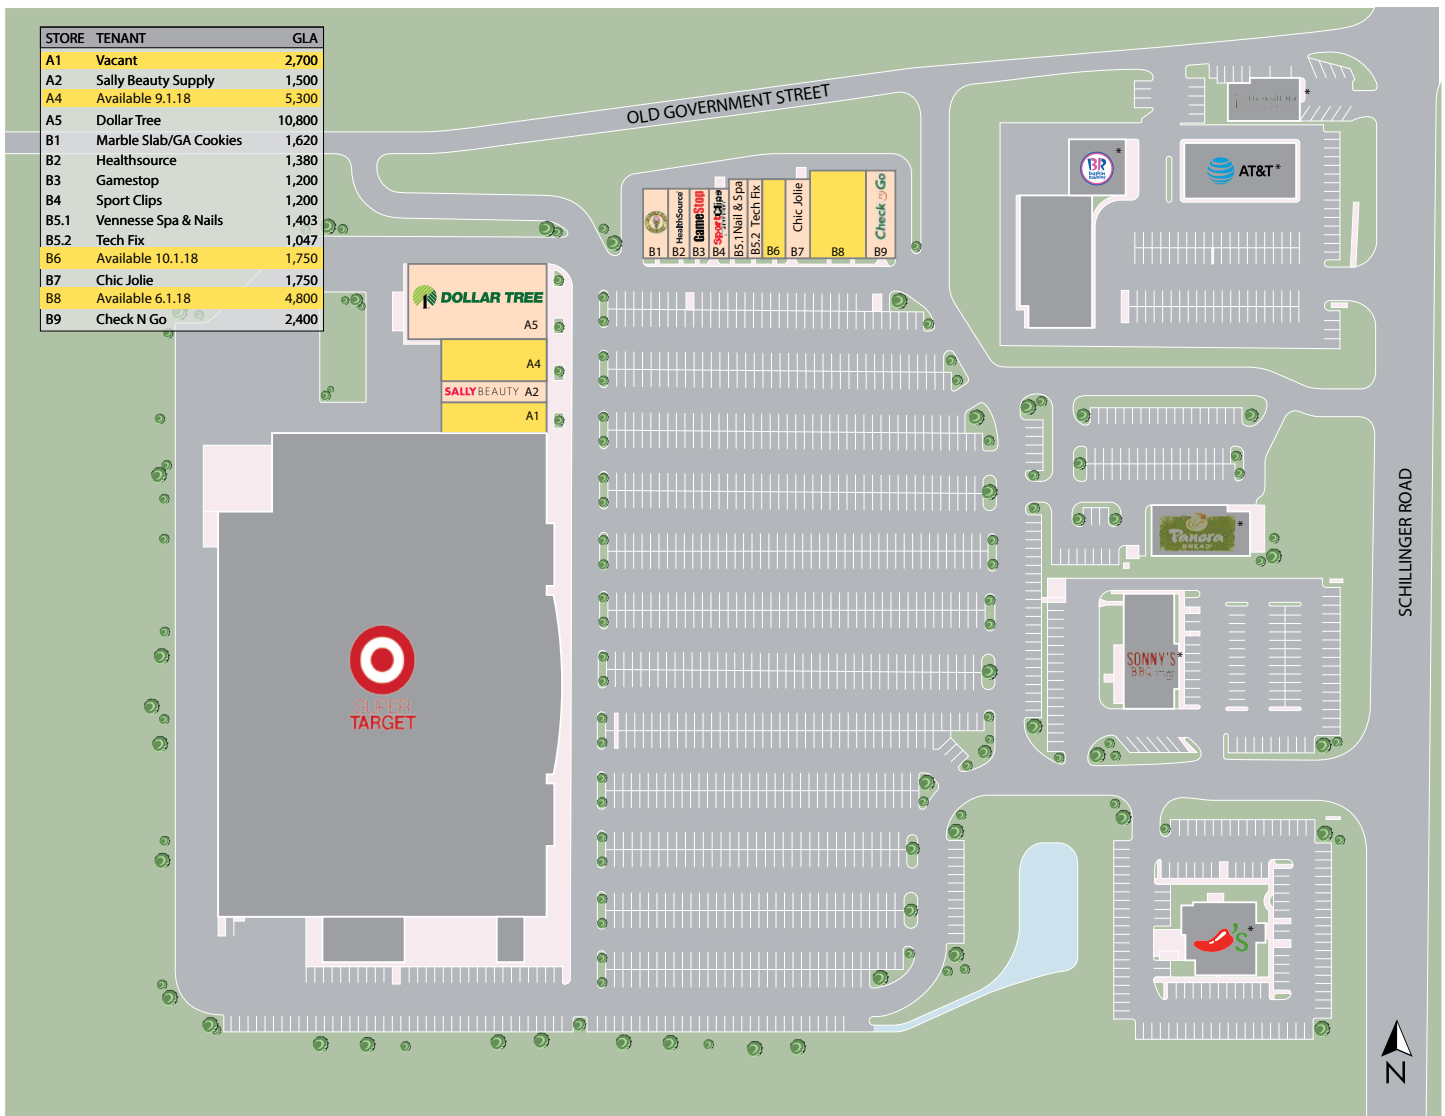 STORE TENANT GLA
A1 Vacant 2,700
A2 Sally Beauty Supply 1,500
A4 Available 9.1.18 5,300
A5 Dollar Tree 10,800
B1 Marble Slab/GA Cookies 1,620
B2 Healthsource 1,380
B3 Gamestop 1,200
B4 Sport Clips 1,200
B5.1 Vennesse Spa & Nails 1,403
B5.2 Tech Fix 1,047
B6 Available 10.1.18 1,750
B7 Chic Jolie 1,750
B8 Available 6.1.18 4,800
B9 Check N Go 2,400
OLD GOVERNMENT STREET
*
BR
baskin
robbins
*
AT&T*
B1
HealthSource
B2
GameStop
B3
SportClips
B4
B5.1 Nail & Spa
B5.2 Tech Fix
B6
Chic Jolie
B7
B8
Check n Go
B9
1
DOLLAR TREE
A5
A4
SALLYBEAUTY A2
A1
SCHILLINGER ROAD
Panera
BREAD
*
SONNY'S*
BBQ
SUPER
TARGET
's*
N